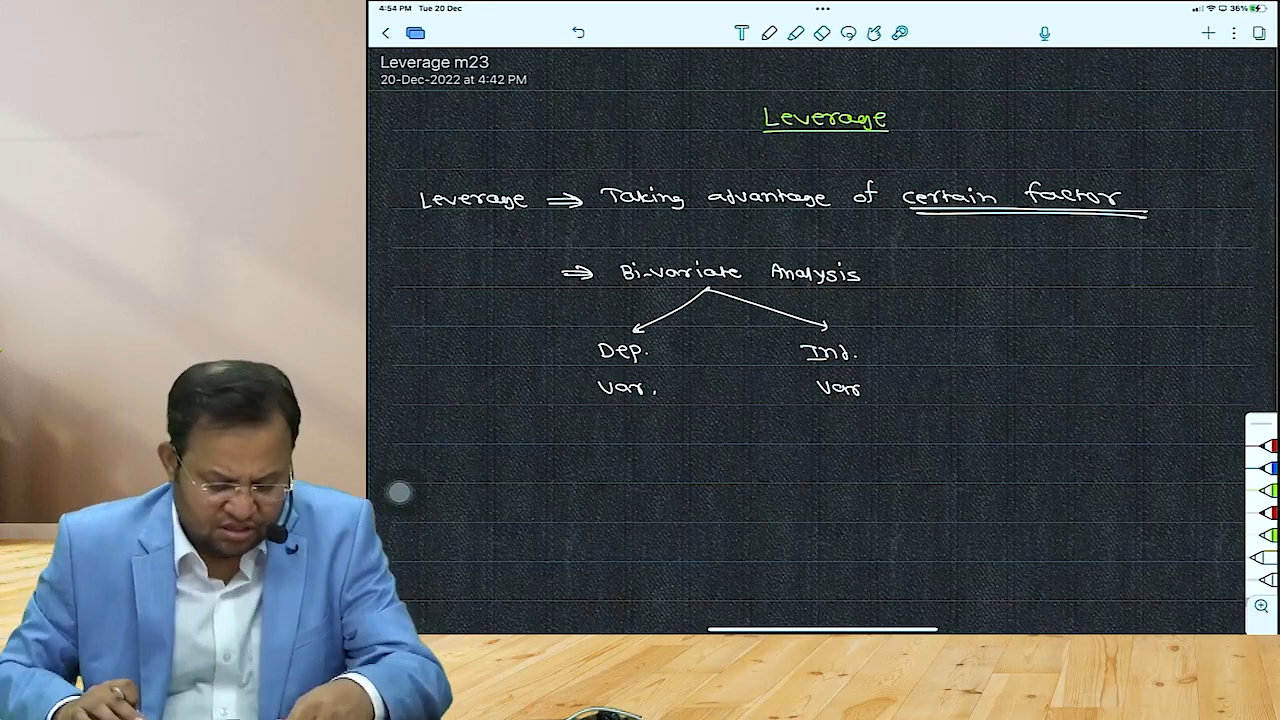 4:54 PM Tue 20 Dec
36%
Leverage m23
20-Dec-2022 at 4:42 PM
Leverage
Leverage ⇒ Taking advantage of certain factor
⇒ Bi-variate Analysis
Dep. Ind.
Var. Var